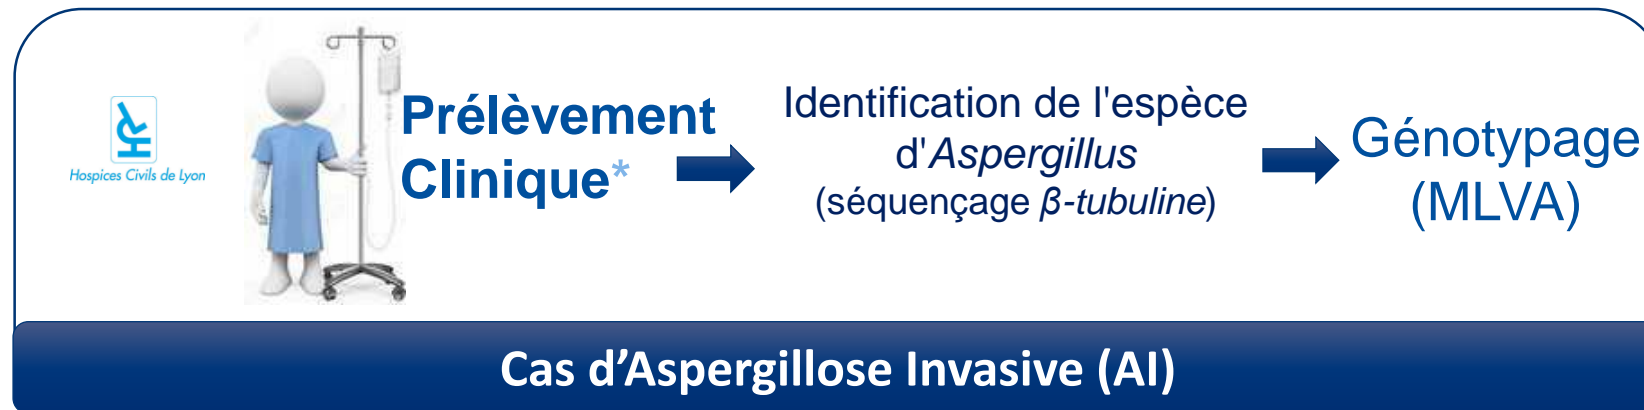 Hospices Civils de Lyon
Prélèvement
Clinique*
Identification de l'espèce
d'Aspergillus
(séquençage β-tubuline)
Génotypage
(MLVA)
Cas d’Aspergillose Invasive (AI)